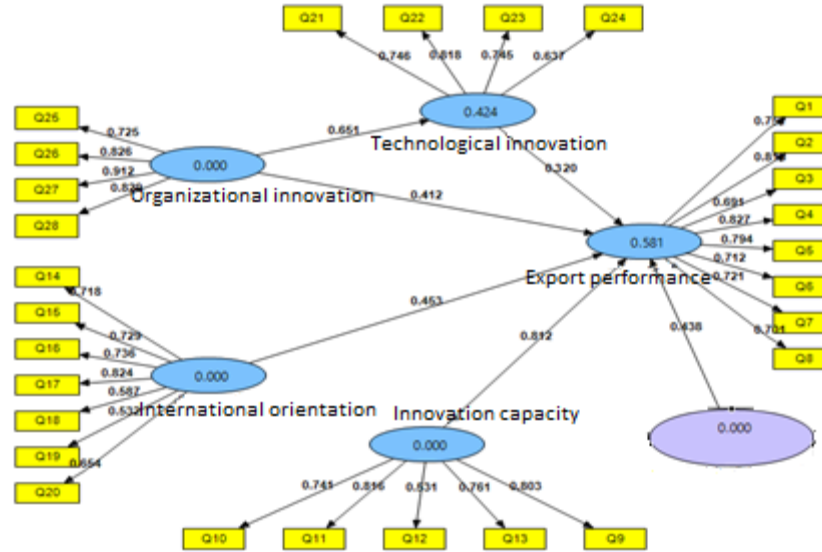 Q21
Q22
Q23
Q24
0.746
0.818
0.745
0.637
0.424
Technological innovation
Q25
Q26
Q27
Q28
0.725
0.826
0.912
0.000
Organizational innovation
0.651
0.412
0.320
Q1
Q2
Q3
Q4
Q5
Q6
Q7
Q8
0.691
0.827
0.794
0.712
0.721
0.701
0.581
Export performance
Q14
Q15
Q16
Q17
Q18
Q19
Q20
0.718
0.729
0.736
0.824
0.587
0.654
0.000
International orientation
0.453
0.812
0.438
Innovation capacity
0.000
0.741
0.816
0.531
0.761
0.803
Q10
Q11
Q12
Q13
Q9
0.000